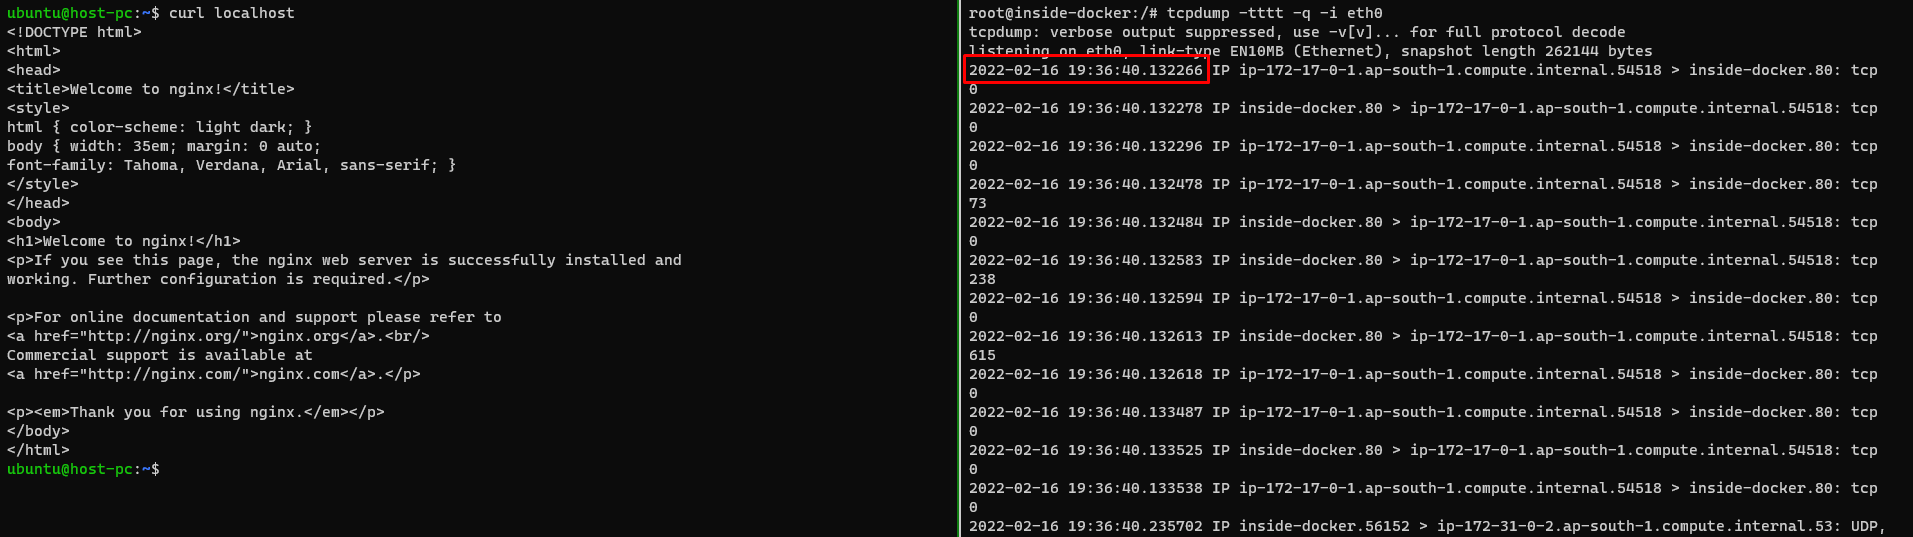 ubuntu@host-pc:~$ curl localhost
<!DOCTYPE html>
<html>
<head>
<title>Welcome to nginx!</title>
<style>
html { color-scheme: light dark; }
body { width: 35em; margin: 0 auto;
font-family: Tahoma, Verdana, Arial, sans-serif; }
</style>
</head>
<body>
<h1>Welcome to nginx!</h1>
<p>If you see this page, the nginx web server is successfully installed and
working. Further configuration is required.</p>

<p>For online documentation and support please refer to
<a href="http://nginx.org/">nginx.org</a>.<br/>
Commercial support is available at
<a href="http://nginx.com/">nginx.com</a>.</p>

<p><em>Thank you for using nginx.</em></p>
</body>
</html>
ubuntu@host-pc:~$
root@inside-docker:/# tcpdump -tttt -q -i eth0
tcpdump: verbose output suppressed, use -v[v]... for full protocol decode
listening on eth0, link-type EN10MB (Ethernet), snapshot length 262144 bytes
2022-02-16 19:36:40.132266 IP ip-172-17-0-1.ap-south-1.compute.internal.54518 > inside-docker.80: tcp
0
2022-02-16 19:36:40.132278 IP inside-docker.80 > ip-172-17-0-1.ap-south-1.compute.internal.54518: tcp
0
2022-02-16 19:36:40.132296 IP ip-172-17-0-1.ap-south-1.compute.internal.54518 > inside-docker.80: tcp
0
2022-02-16 19:36:40.132478 IP ip-172-17-0-1.ap-south-1.compute.internal.54518 > inside-docker.80: tcp
73
2022-02-16 19:36:40.132484 IP inside-docker.80 > ip-172-17-0-1.ap-south-1.compute.internal.54518: tcp
0
2022-02-16 19:36:40.132583 IP inside-docker.80 > ip-172-17-0-1.ap-south-1.compute.internal.54518: tcp
238
2022-02-16 19:36:40.132594 IP ip-172-17-0-1.ap-south-1.compute.internal.54518 > inside-docker.80: tcp
0
2022-02-16 19:36:40.132613 IP inside-docker.80 > ip-172-17-0-1.ap-south-1.compute.internal.54518: tcp
615
2022-02-16 19:36:40.132618 IP ip-172-17-0-1.ap-south-1.compute.internal.54518 > inside-docker.80: tcp
0
2022-02-16 19:36:40.133487 IP ip-172-17-0-1.ap-south-1.compute.internal.54518 > inside-docker.80: tcp
0
2022-02-16 19:36:40.133525 IP inside-docker.80 > ip-172-17-0-1.ap-south-1.compute.internal.54518: tcp
0
2022-02-16 19:36:40.133538 IP ip-172-17-0-1.ap-south-1.compute.internal.54518 > inside-docker.80: tcp
0
2022-02-16 19:36:40.235702 IP inside-docker.56152 > ip-172-31-0-2.ap-south-1.compute.internal.53: UDP,